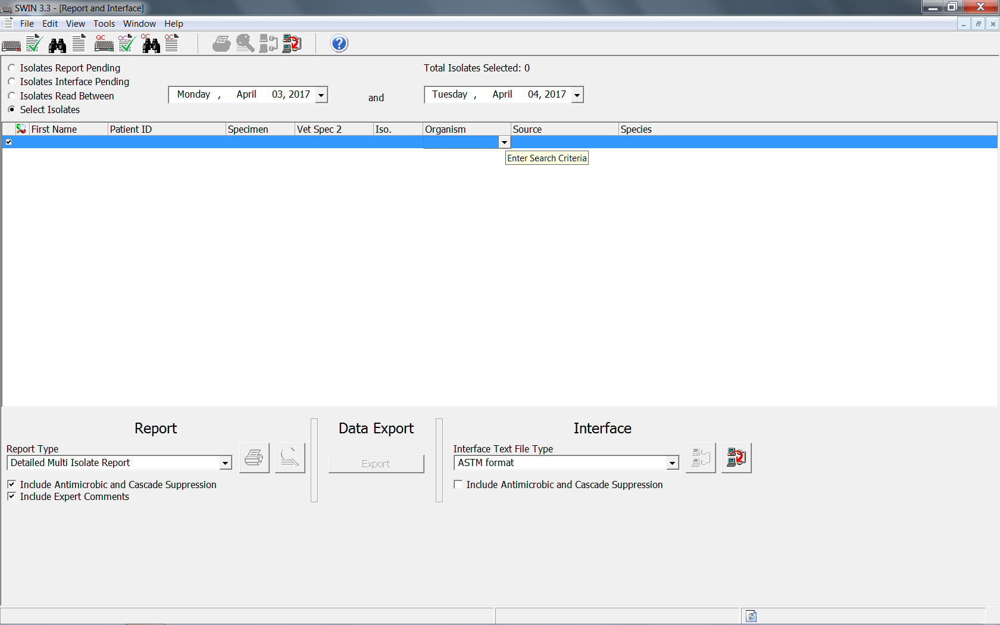 SWIN 3.3 - [Report and Interface]
File Edit View Tools Window Help
QC QC QC QC
Isolates Report Pending
Total Isolates Selected: 0
Isolates Interface Pending
Isolates Read Between
Monday , April 03, 2017
and
Tuesday , April 04, 2017
Select Isolates
First Name Patient ID Specimen Vet Spec 2 Iso. Organism Source Species
Enter Search Criteria
Report
Data Export
Interface
Report Type
Detailed Multi Isolate Report
Include Antimicrobic and Cascade Suppression
Include Expert Comments
Export
Interface Text File Type
ASTM format
Include Antimicrobic and Cascade Suppression